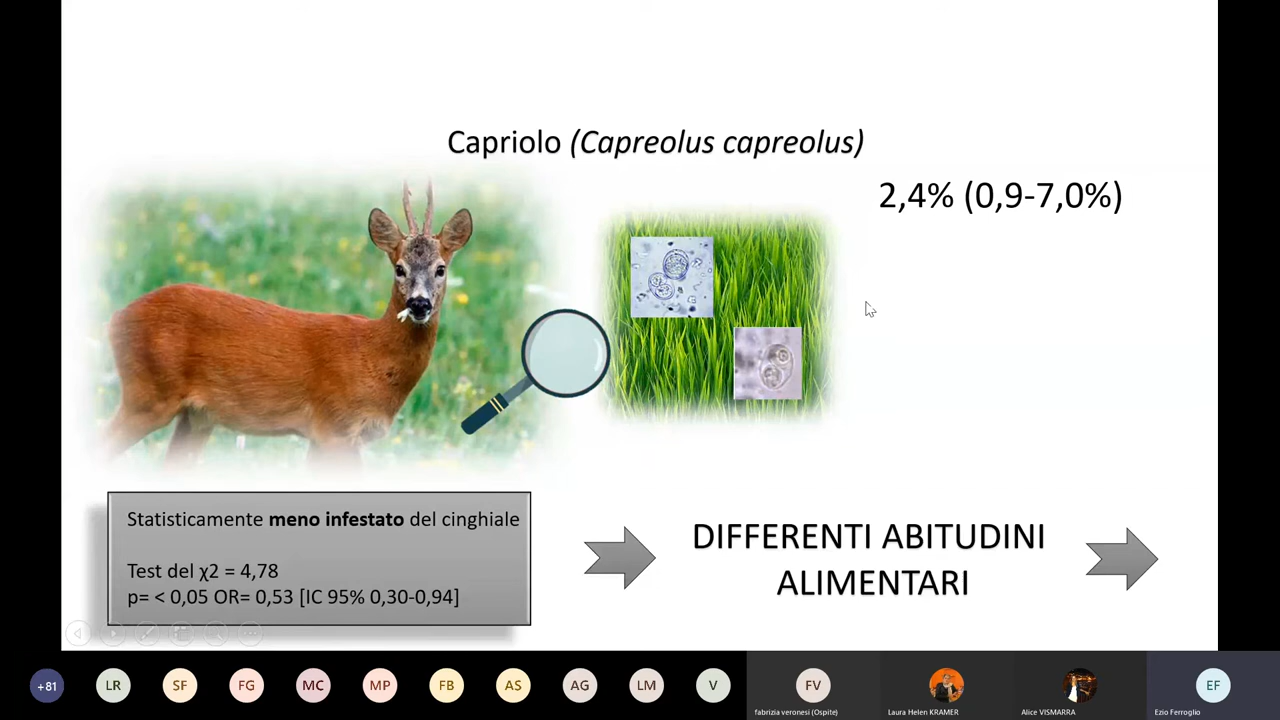 Capriolo (Capreolus capreolus)
2,4% (0,9-7,0%)
Statisticamente meno infestato del cinghiale
Test del χ2 = 4,78
p= < 0,05 OR= 0,53 [IC 95% 0,30-0,94]
DIFFERENTI ABITUDINI
ALIMENTARI
+81
LR
SF
FG
MC
MP
FB
AS
AG
LM
V
FV
EF
fabrizia veronesi (Ospite)
Laura Helen KRAMER
Alice VISMARRA
Ezio Ferroglio